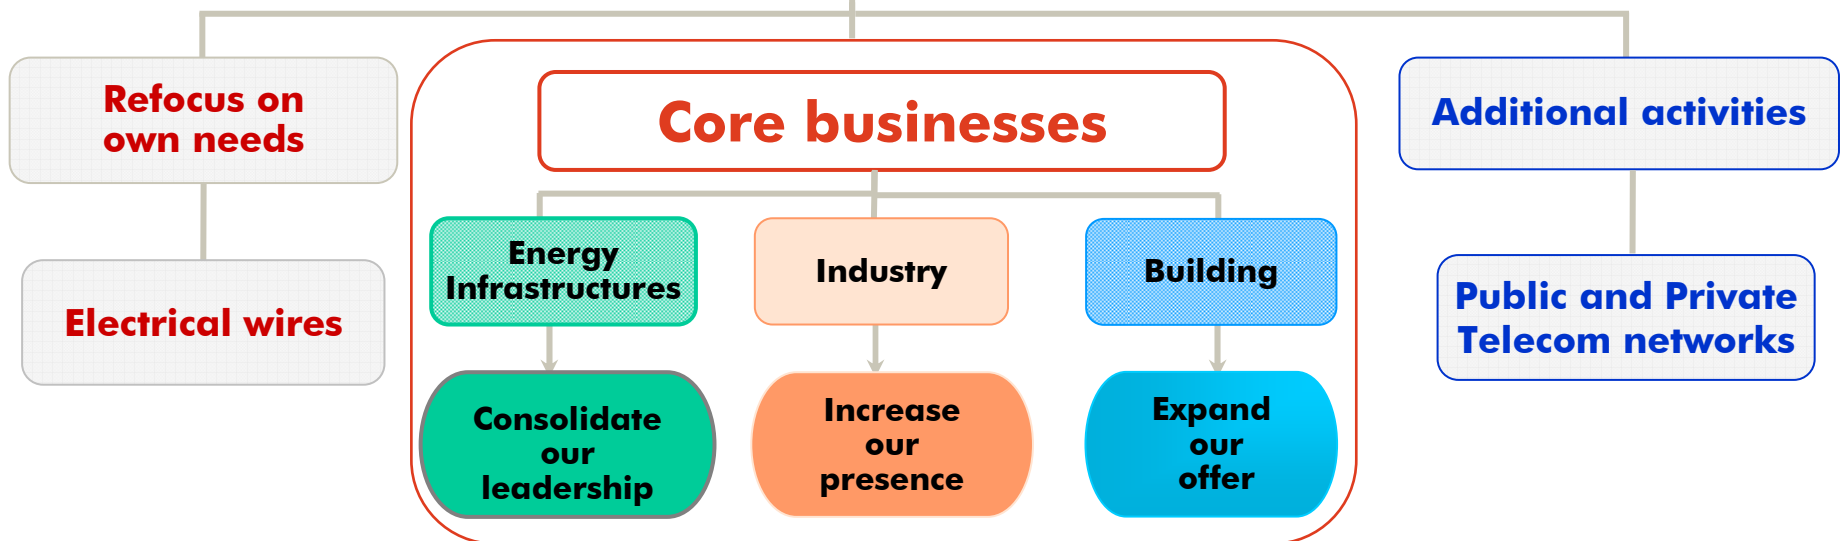 Refocus on
own needs
Electrical wires
Core businesses
Energy
Infrastructures
Industry
Building
Consolidate
our
leadership
Increase
our
presence
Expand
our
offer
Additional activities
Public and Private
Telecom networks